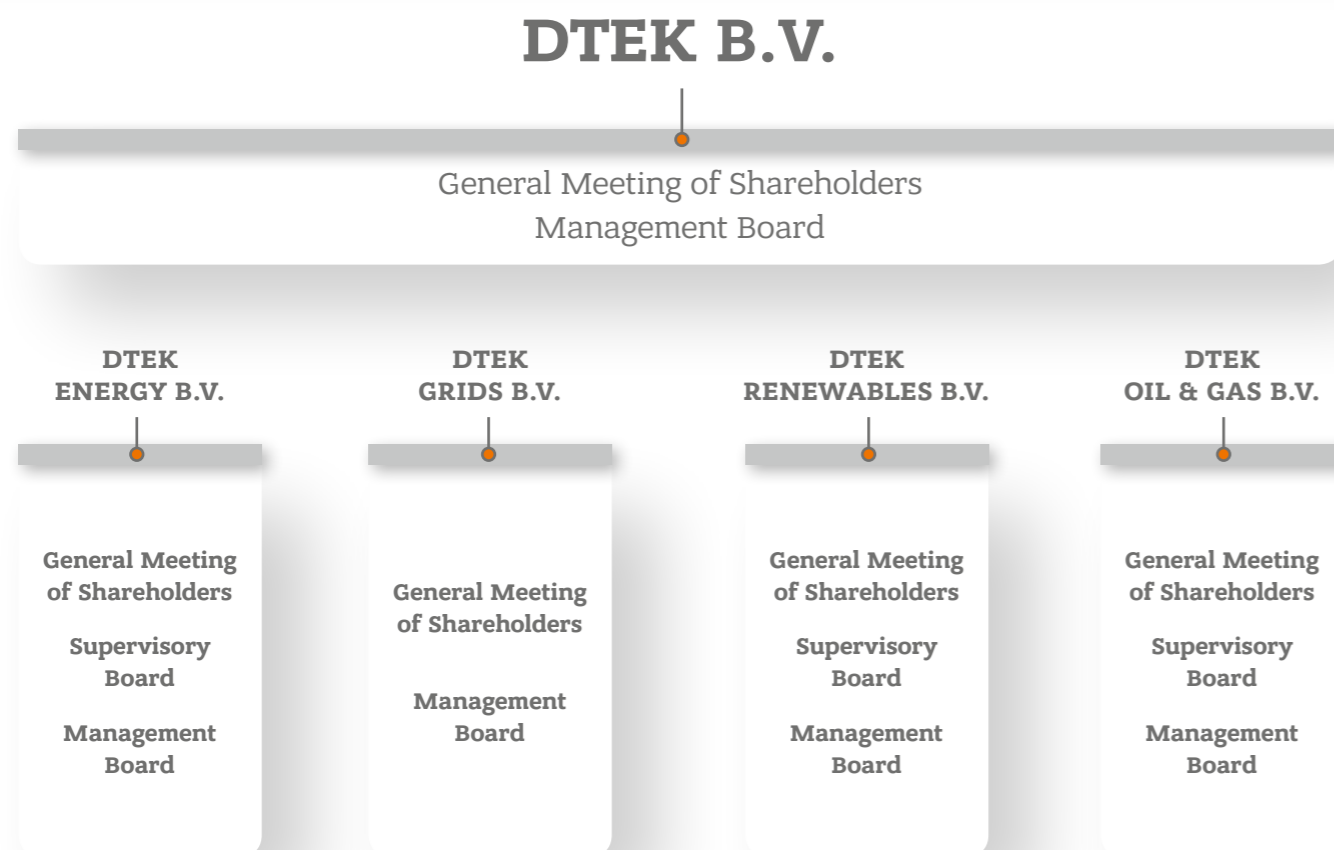 DTEK B.V.
General Meeting of Shareholders
Management Board
DTEK
ENERGY B.V.
General Meeting
of Shareholders
Supervisory
Board
Management
Board
DTEK
GRIDS B.V.
General Meeting
of Shareholders
Management
Board
DTEK
RENEWABLES B.V.
General Meeting
of Shareholders
Supervisory
Board
Management
Board
DTEK
OIL & GAS B.V.
General Meeting
of Shareholders
Supervisory
Board
Management
Board